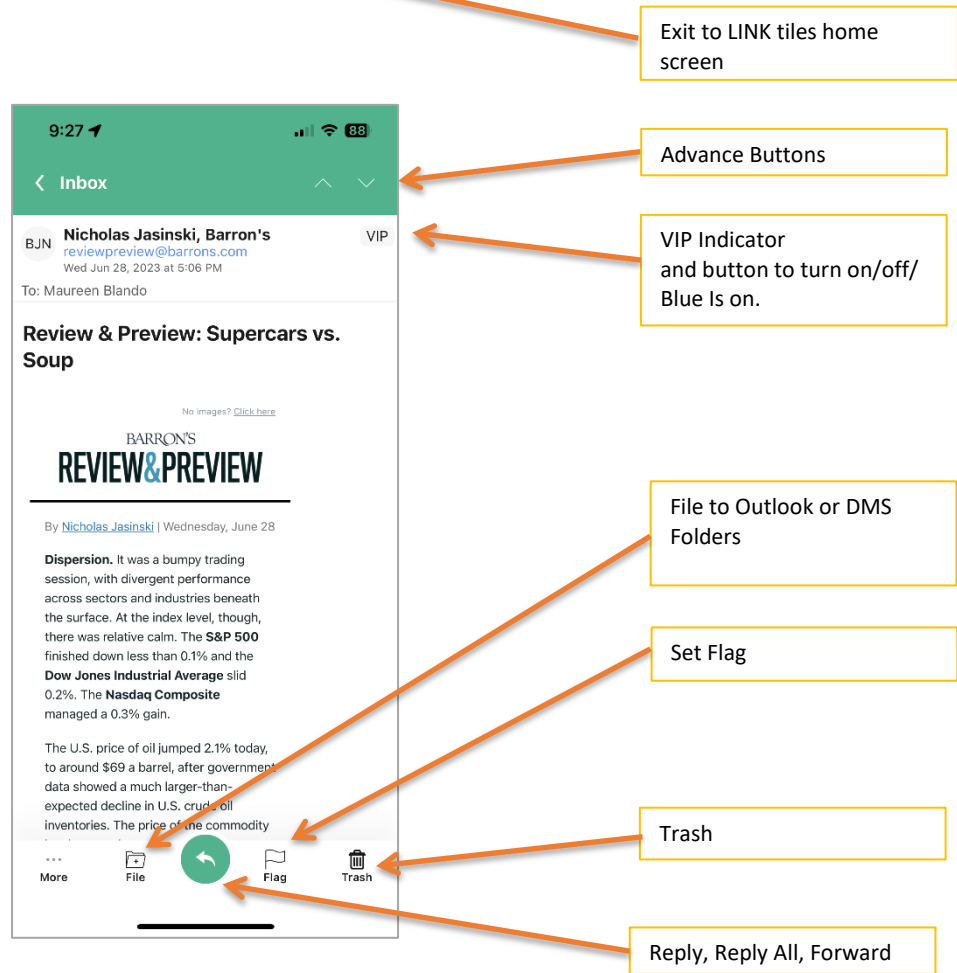 Exit to LINK tiles home
screen
9:27
88
Inbox
Advance Buttons
BJN
Nicholas Jasinski, Barron's
reviewpreview@barrons.com
Wed Jun 28, 2023 at 5:06 PM
VIP
To: Maureen Blando
VIP Indicator
and button to turn on/off/
Blue Is on.
Review & Preview: Supercars vs.
Soup
No images? Click here
BARRON'S
REVIEW&PREVIEW
By Nicholas Jasinski | Wednesday, June 28
Dispersion. It was a bumpy trading
session, with divergent performance
across sectors and industries beneath
the surface. At the index level, though,
there was relative calm. The S&P 500
finished down less than 0.1% and the
Dow Jones Industrial Average slid
0.2%. The Nasdaq Composite
managed a 0.3% gain.
The U.S. price of oil jumped 2.1% today,
to around $69 a barrel, after government
data showed a much larger-than-
expected decline in U.S. crude oil
inventories. The price of the commodity
File to Outlook or DMS
Folders
Set Flag
Trash
More
File
Flag
Trash
Reply, Reply All, Forward